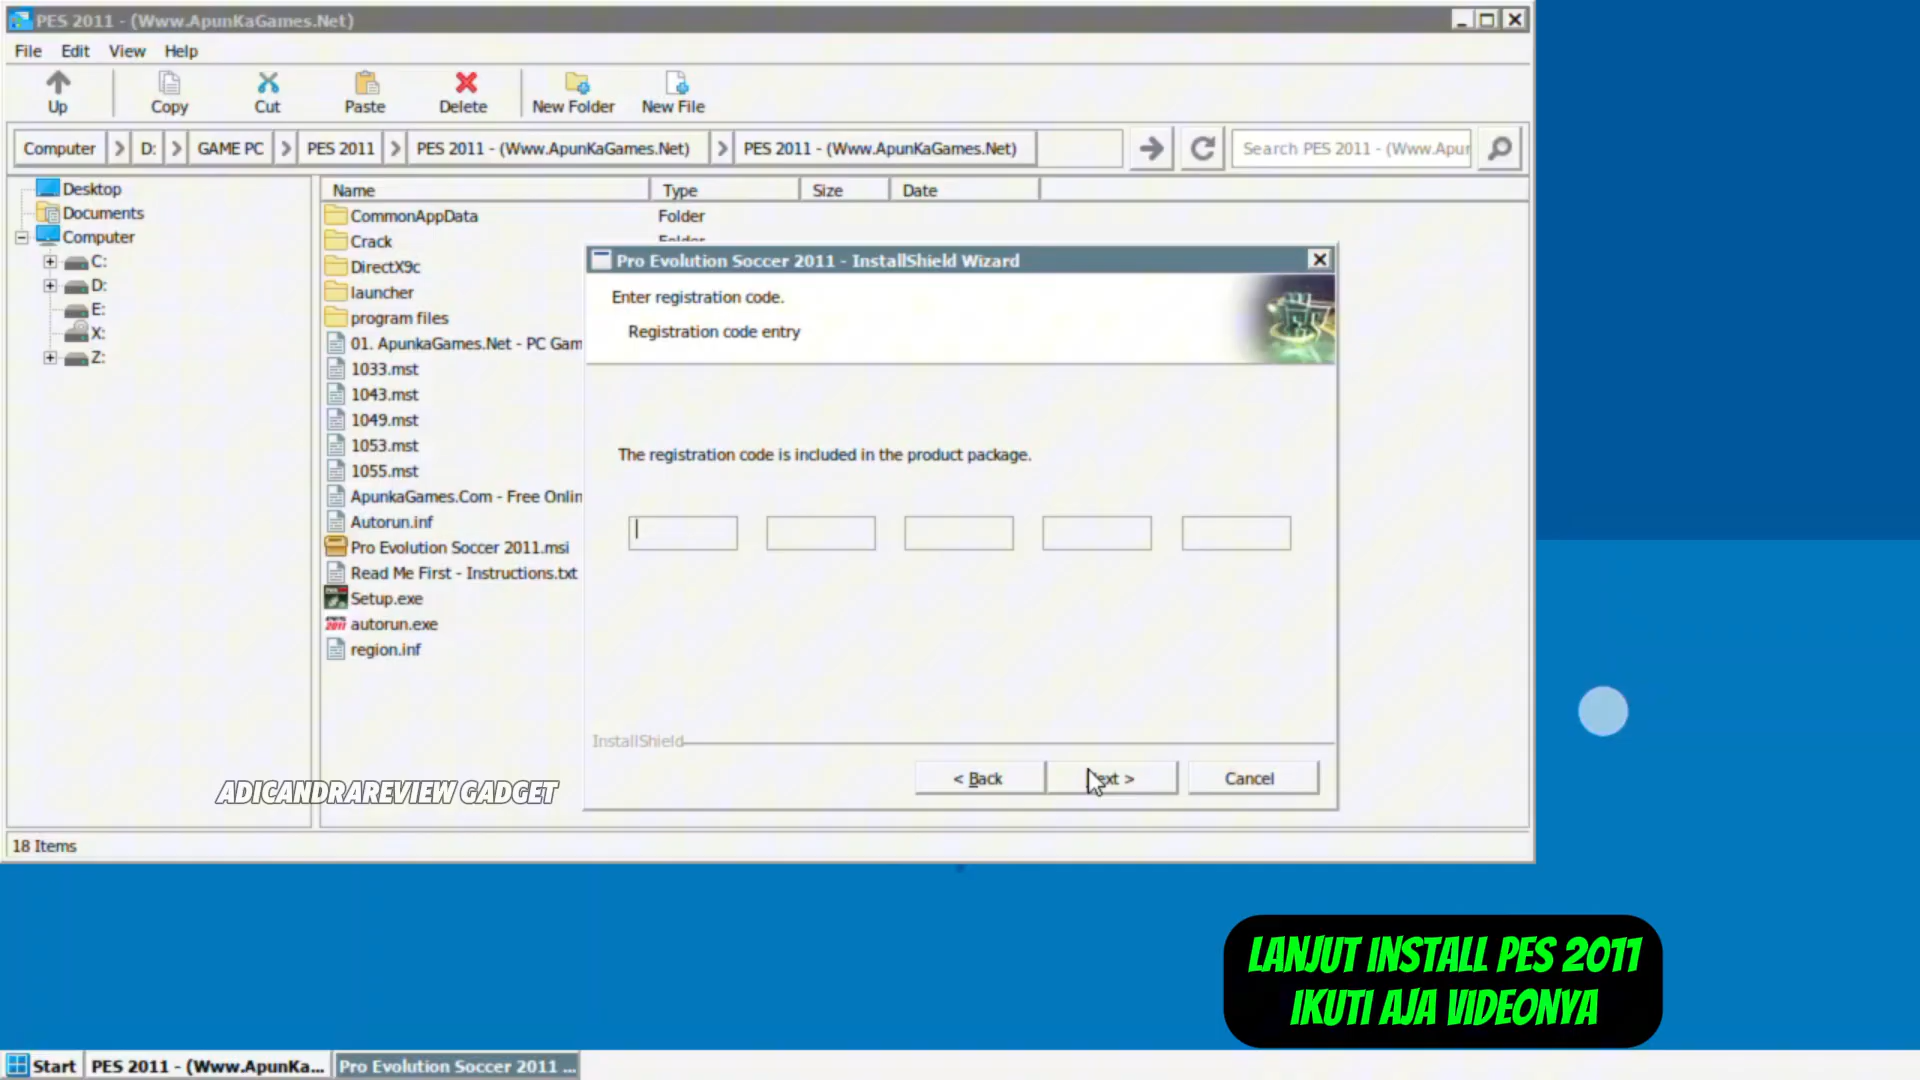 PES 2011 - (Www.ApunKaGames.Net)
File Edit View Help
Up Copy Cut Paste Delete New Folder New File
Computer D: GAME PC PES 2011 PES 2011 - (Www.ApunKaGames.Net) PES 2011 - (Www.ApunKaGames.Net) Search PES 2011 - (Www.Apur
Desktop
Documents
Computer
C:
D:
E:
X:
Z:
Name Type Size Date
CommonAppData Folder
Crack Folder
DirectX9c
launcher
program files
01. ApunkaGames.Net - PC Gam
1033.mst
1043.mst
1049.mst
1053.mst
1055.mst
ApunkaGames.Com - Free Onlin
Autorun.inf
Pro Evolution Soccer 2011.msi
Read Me First - Instructions.txt
Setup.exe
autorun.exe
region.inf
Pro Evolution Soccer 2011 - InstallShield Wizard
Enter registration code.
Registration code entry
The registration code is included in the product package.
InstallShield
< Back Next > Cancel
ADICANDRAREVIEW GADGET
18 Items
LANJUT INSTALL PES 2011
IKUTI AJA VIDEONYA
Start PES 2011 - (Www.ApunKa... Pro Evolution Soccer 2011 ...